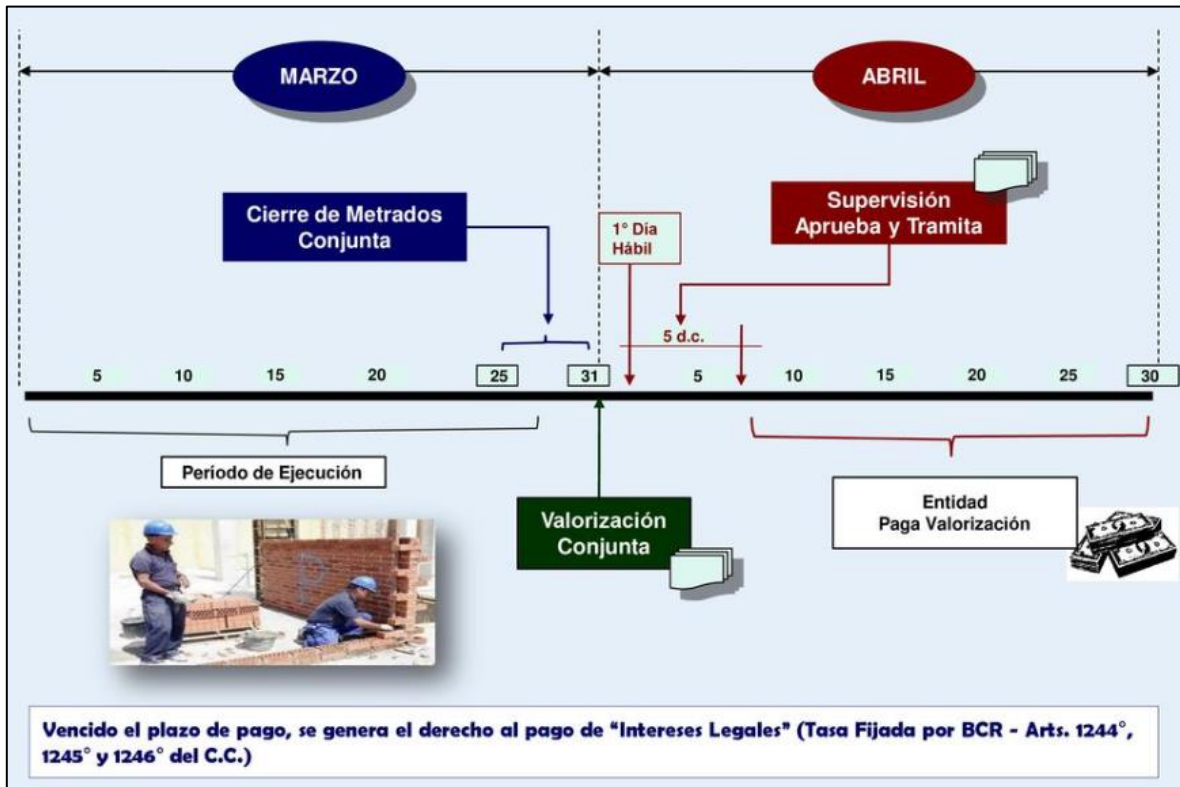 MARZO
ABRIL
Cierre de Metrados
Conjunta
1° Día
Hábil
Supervisión
Aprueba y Tramita
5 d.c.
5 10 15 20 25 31 5 10 15 20 25 30
Período de Ejecución
Valorización
Conjunta
Entidad
Paga Valorización
Vencido el plazo de pago, se genera el derecho al pago de “Intereses Legales” (Tasa Fijada por BCR - Arts. 1244°,
1245° y 1246° del C.C.)